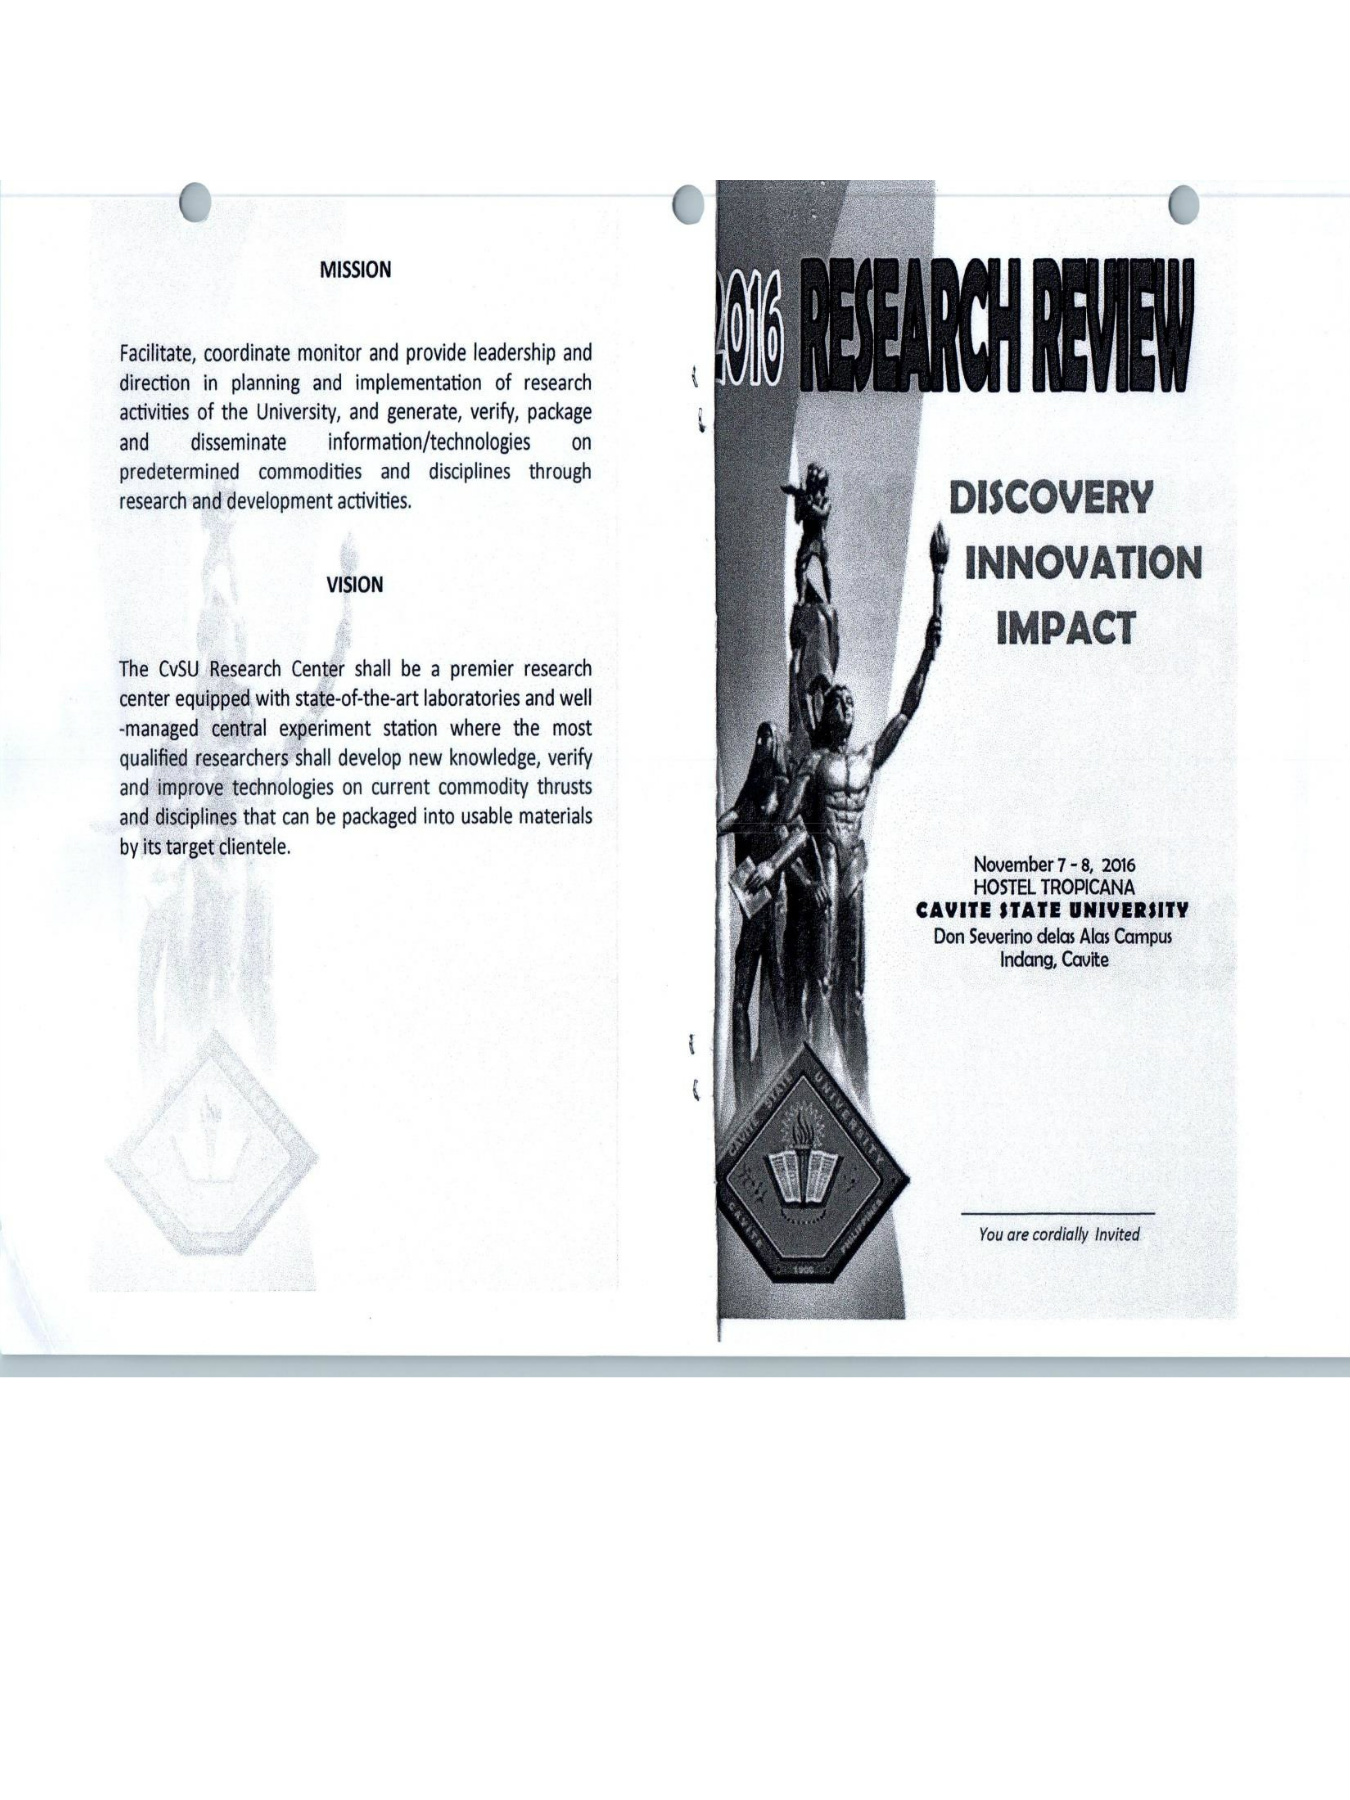 MISSION
Facilitate, coordinate monitor and provide leadership and
direction in planning and implementation of research
activities of the University, and generate, verify, package
and disseminate information/technologies on
predetermined commodities and disciplines through
research and development activities.
VISION
The CvSU Research Center shall be a premier research
center equipped with state-of-the-art laboratories and well
-managed central experiment station where the most
qualified researchers shall develop new knowledge, verify
and improve technologies on current commodity thrusts
and disciplines that can be packaged into usable materials
by its target clientele.
2016 RESEARCH REVIEW
DISCOVERY
INNOVATION
IMPACT
November 7 - 8, 2016
HOSTEL TROPICANA
CAVITE STATE UNIVERSITY
Don Severino delas Alas Campus
Indang, Cavite
CAVITE STATE UNIVERSITY
CAVITE PHILIPPINES
1906
You are cordially Invited